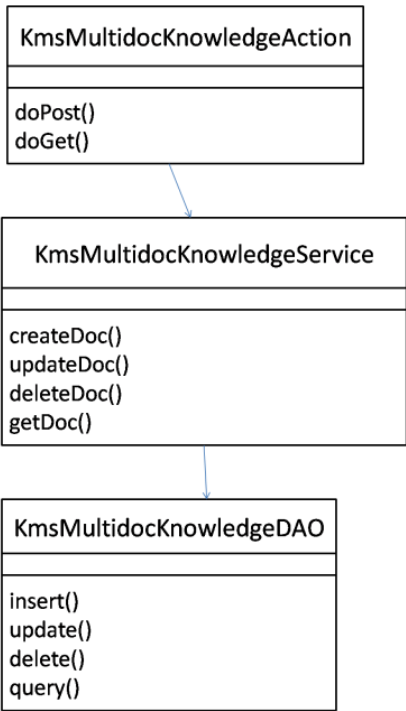 KmsMultidocKnowledgeAction
doPost()
doGet()
KmsMultidocKnowledgeService
createDoc()
updateDoc()
deleteDoc()
getDoc()
KmsMultidocKnowledgeDAO
insert()
update()
delete()
query()